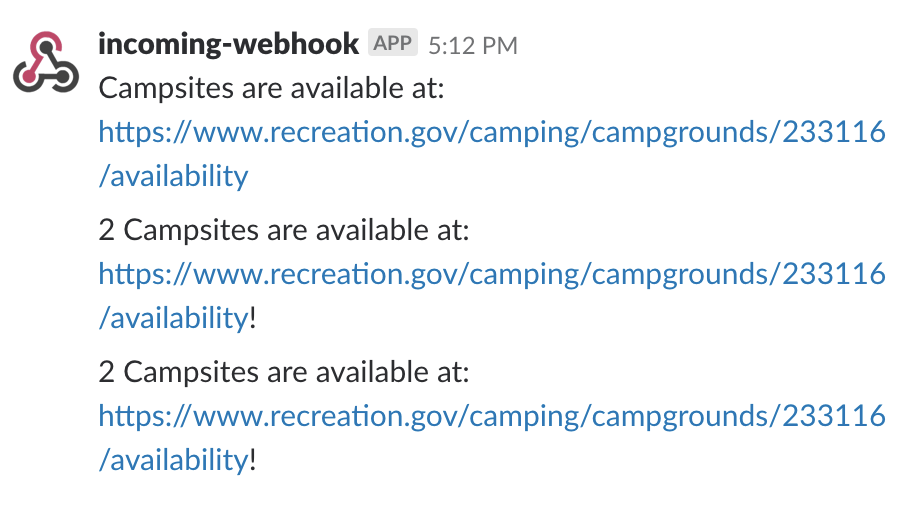 incoming-webhook APP 5:12 PM
Campsites are available at:
https://www.recreation.gov/camping/campgrounds/233116
/availability
2 Campsites are available at:
https://www.recreation.gov/camping/campgrounds/233116
/availability!
2 Campsites are available at:
https://www.recreation.gov/camping/campgrounds/233116
/availability!